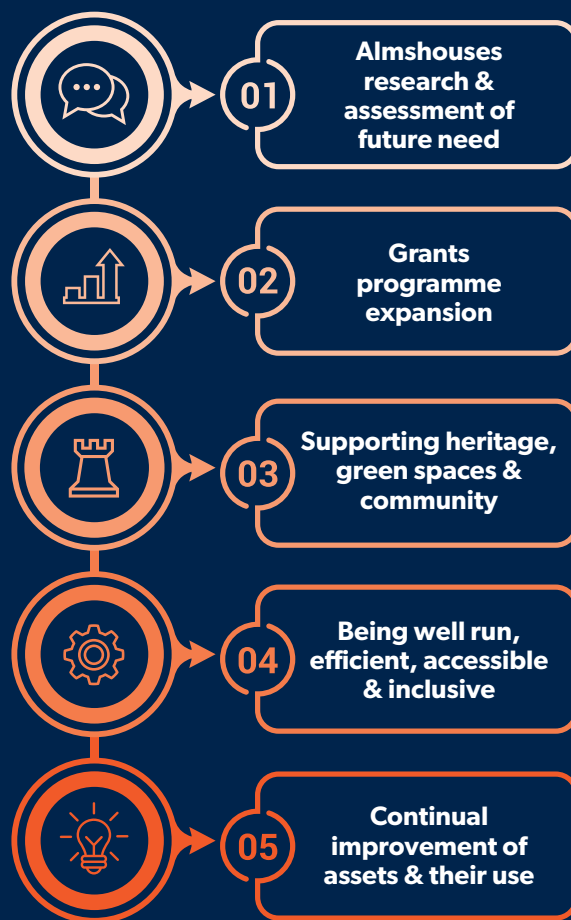 01
Almshouses
research &
assessment of
future need
02
Grants
programme
expansion
03
Supporting heritage,
green spaces &
community
04
Being well run,
efficient, accessible
& inclusive
05
Continual
improvement of
assets & their use